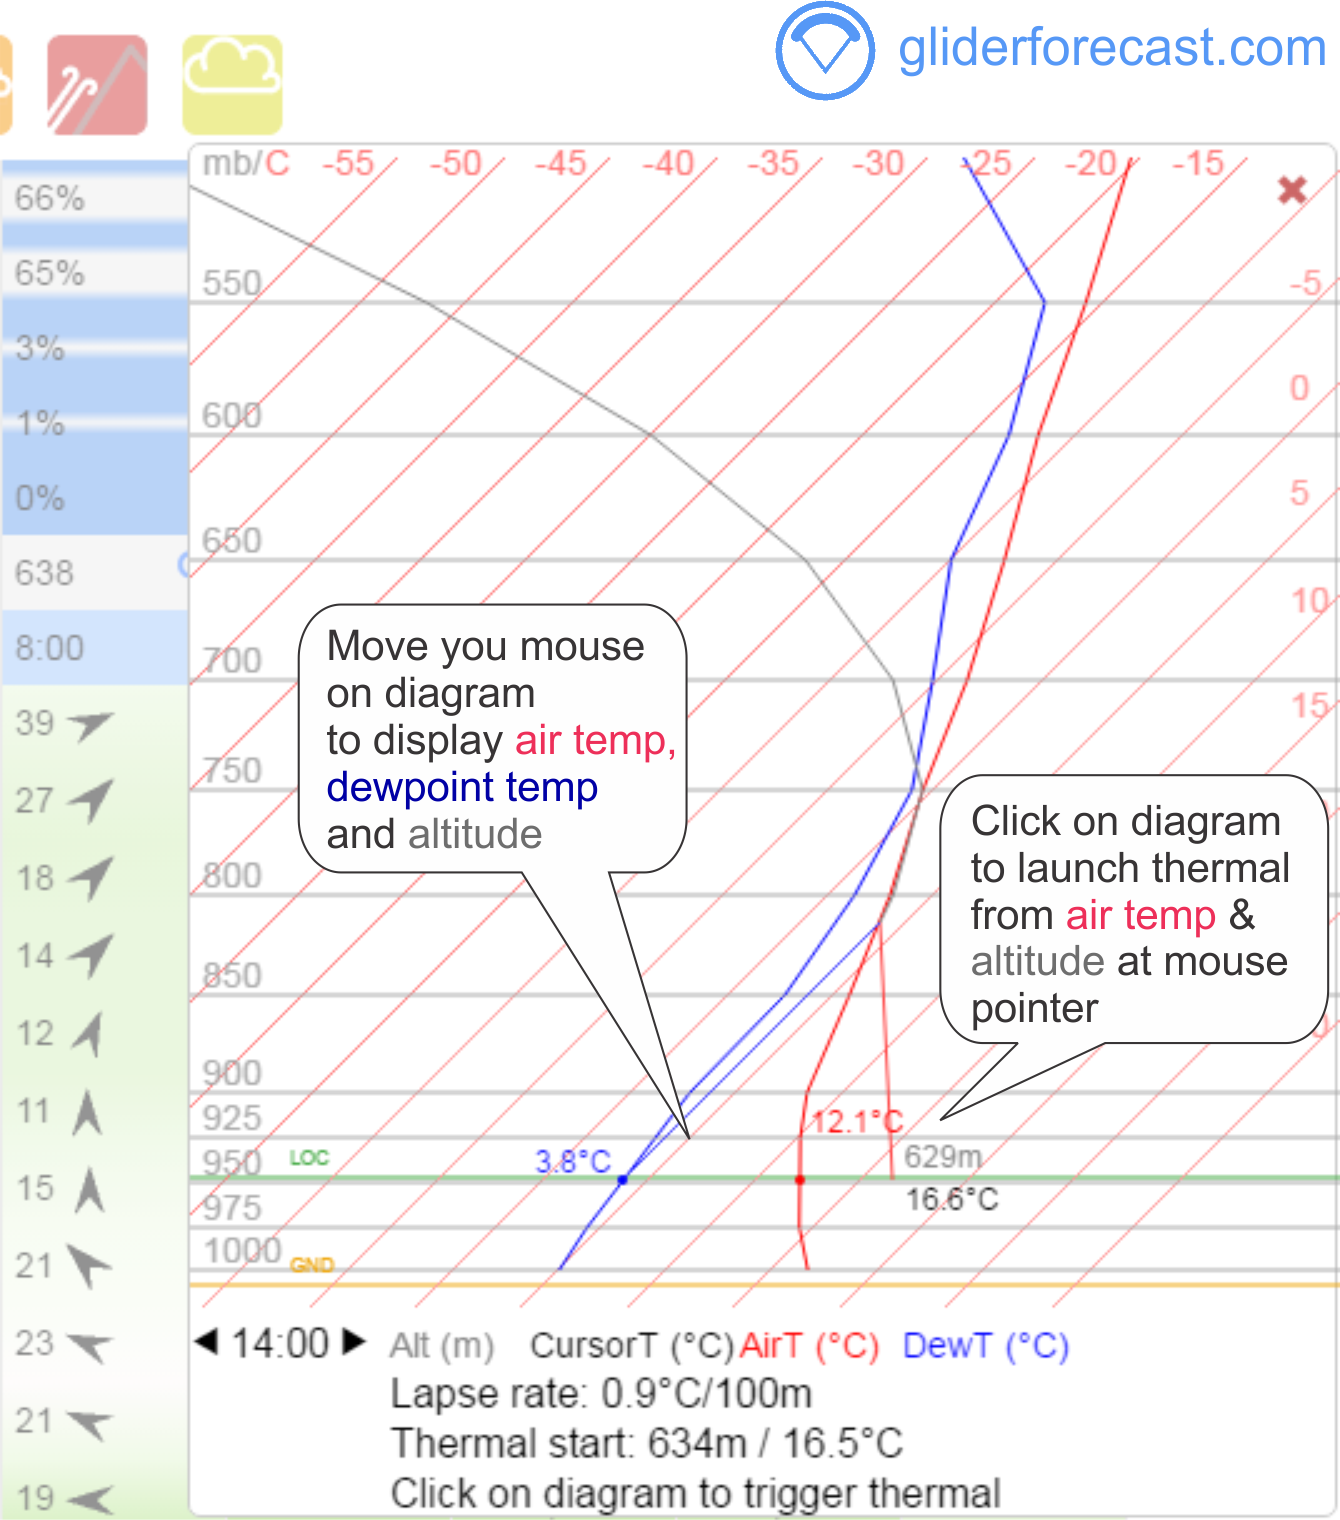 gliderforecast.com
mb/C -55 -50 -45 -40 -35 -30 -25 -20 -15
66%
65%
550 -5
3%
0
1% 600
0% 5
650
638 10
8:00
Move you mouse
on diagram
to display air temp,
dewpoint temp
and altitude
700
15
39
750
27
Click on diagram
to launch thermal
from air temp &
altitude at mouse
pointer
18 800
14
850
12
900
11 925
12.1°C
LOC 950 3.8°C 629m
15 975 16.6°C
21 1000 GND
23 14:00 Alt (m) CursorT (°C) AirT (°C) DewT (°C)
Lapse rate: 0.9°C/100m
21 Thermal start: 634m / 16.5°C
19 Click on diagram to trigger thermal